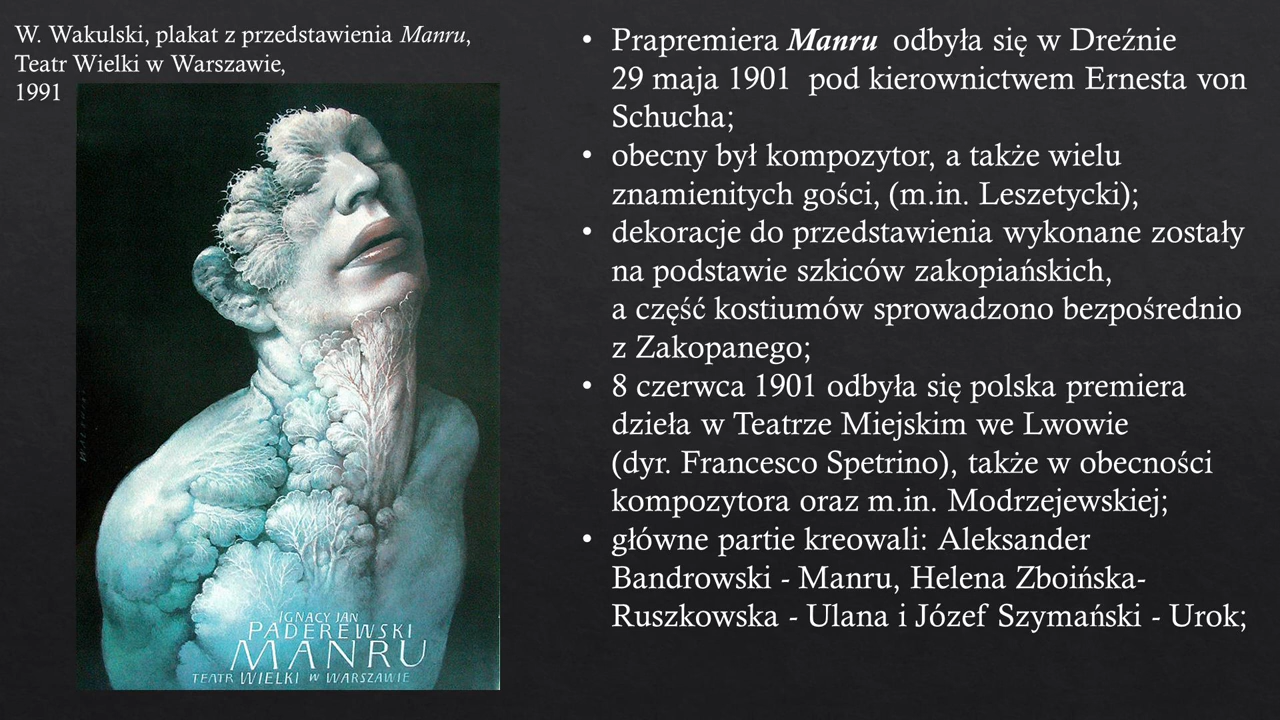 W. Wakulski, plakat z przedstawienia Manru,
Teatr Wielki w Warszawie,
1991
IGNACY JAN
PADEREWSKI
MANRU
TEATR WIELKI W WARSZAWIE
• Prapremiera Manru odbyła się w Dreźnie
29 maja 1901 pod kierownictwem Ernesta von
Schucha;
• obecny był kompozytor, a także wielu
znamienitych gości, (m.in. Leszetycki);
• dekoracje do przedstawienia wykonane zostały
na podstawie szkiców zakopiańskich,
a część kostiumów sprowadzono bezpośrednio
z Zakopanego;
• 8 czerwca 1901 odbyła się polska premiera
dzieła w Teatrze Miejskim we Lwowie
(dyr. Francesco Spetrino), także w obecności
kompozytora oraz m.in. Modrzejewskiej;
• główne partie kreowali: Aleksander
Bandrowski - Manru, Helena Zboińska-
Ruszkowska - Ulana i Józef Szymański - Urok;